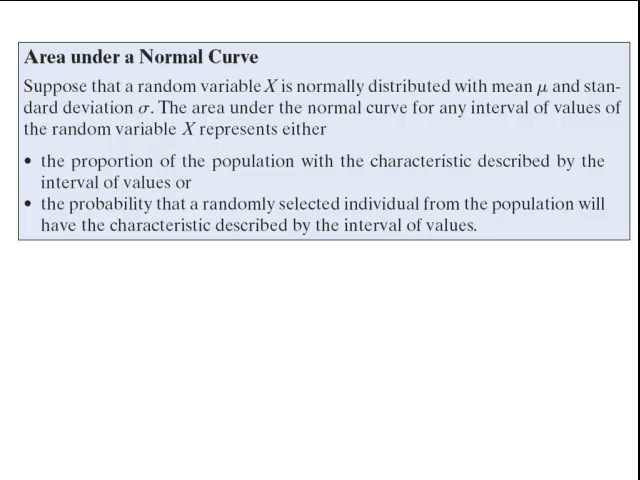 Area under a Normal Curve
Suppose that a random variable X is normally distributed with mean μ and stan-
dard deviation σ. The area under the normal curve for any interval of values of
the random variable X represents either
• the proportion of the population with the characteristic described by the
interval of values or
• the probability that a randomly selected individual from the population will
have the characteristic described by the interval of values.